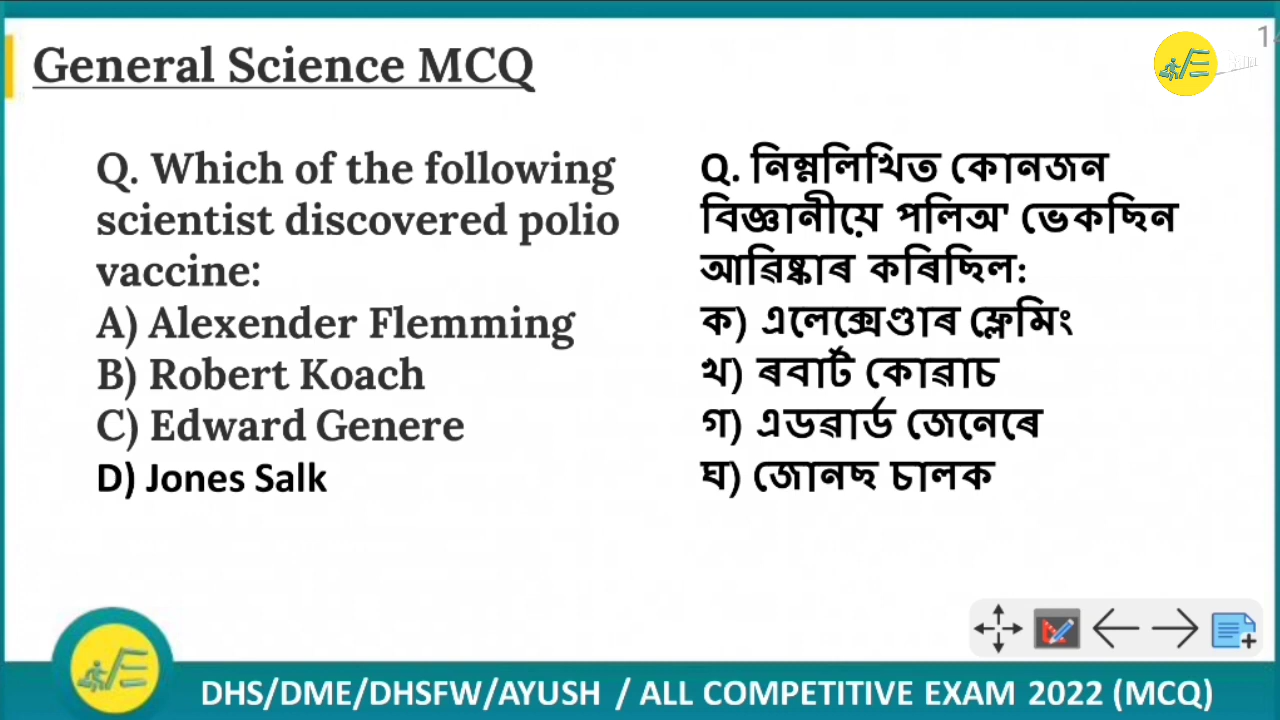 General Science MCQ
Q. Which of the following
scientist discovered polio
vaccine:
A) Alexender Flemming
B) Robert Koach
C) Edward Genere
D) Jones Salk
Q. নিম্নলিখিত কোনজন
বিজ্ঞানীয়ে পলিঅ' ভেকছিন
আৱিষ্কাৰ কৰিছিল:
ক) এলেক্সেণ্ডাৰ ফ্লেমিং
খ) ৰবাৰ্ট কোৱাচ
গ) এডৱাৰ্ড জেনেৰে
ঘ) জোনছ চালক
DHS/DME/DHSFW/AYUSH / ALL COMPETITIVE EXAM 2022 (MCQ)